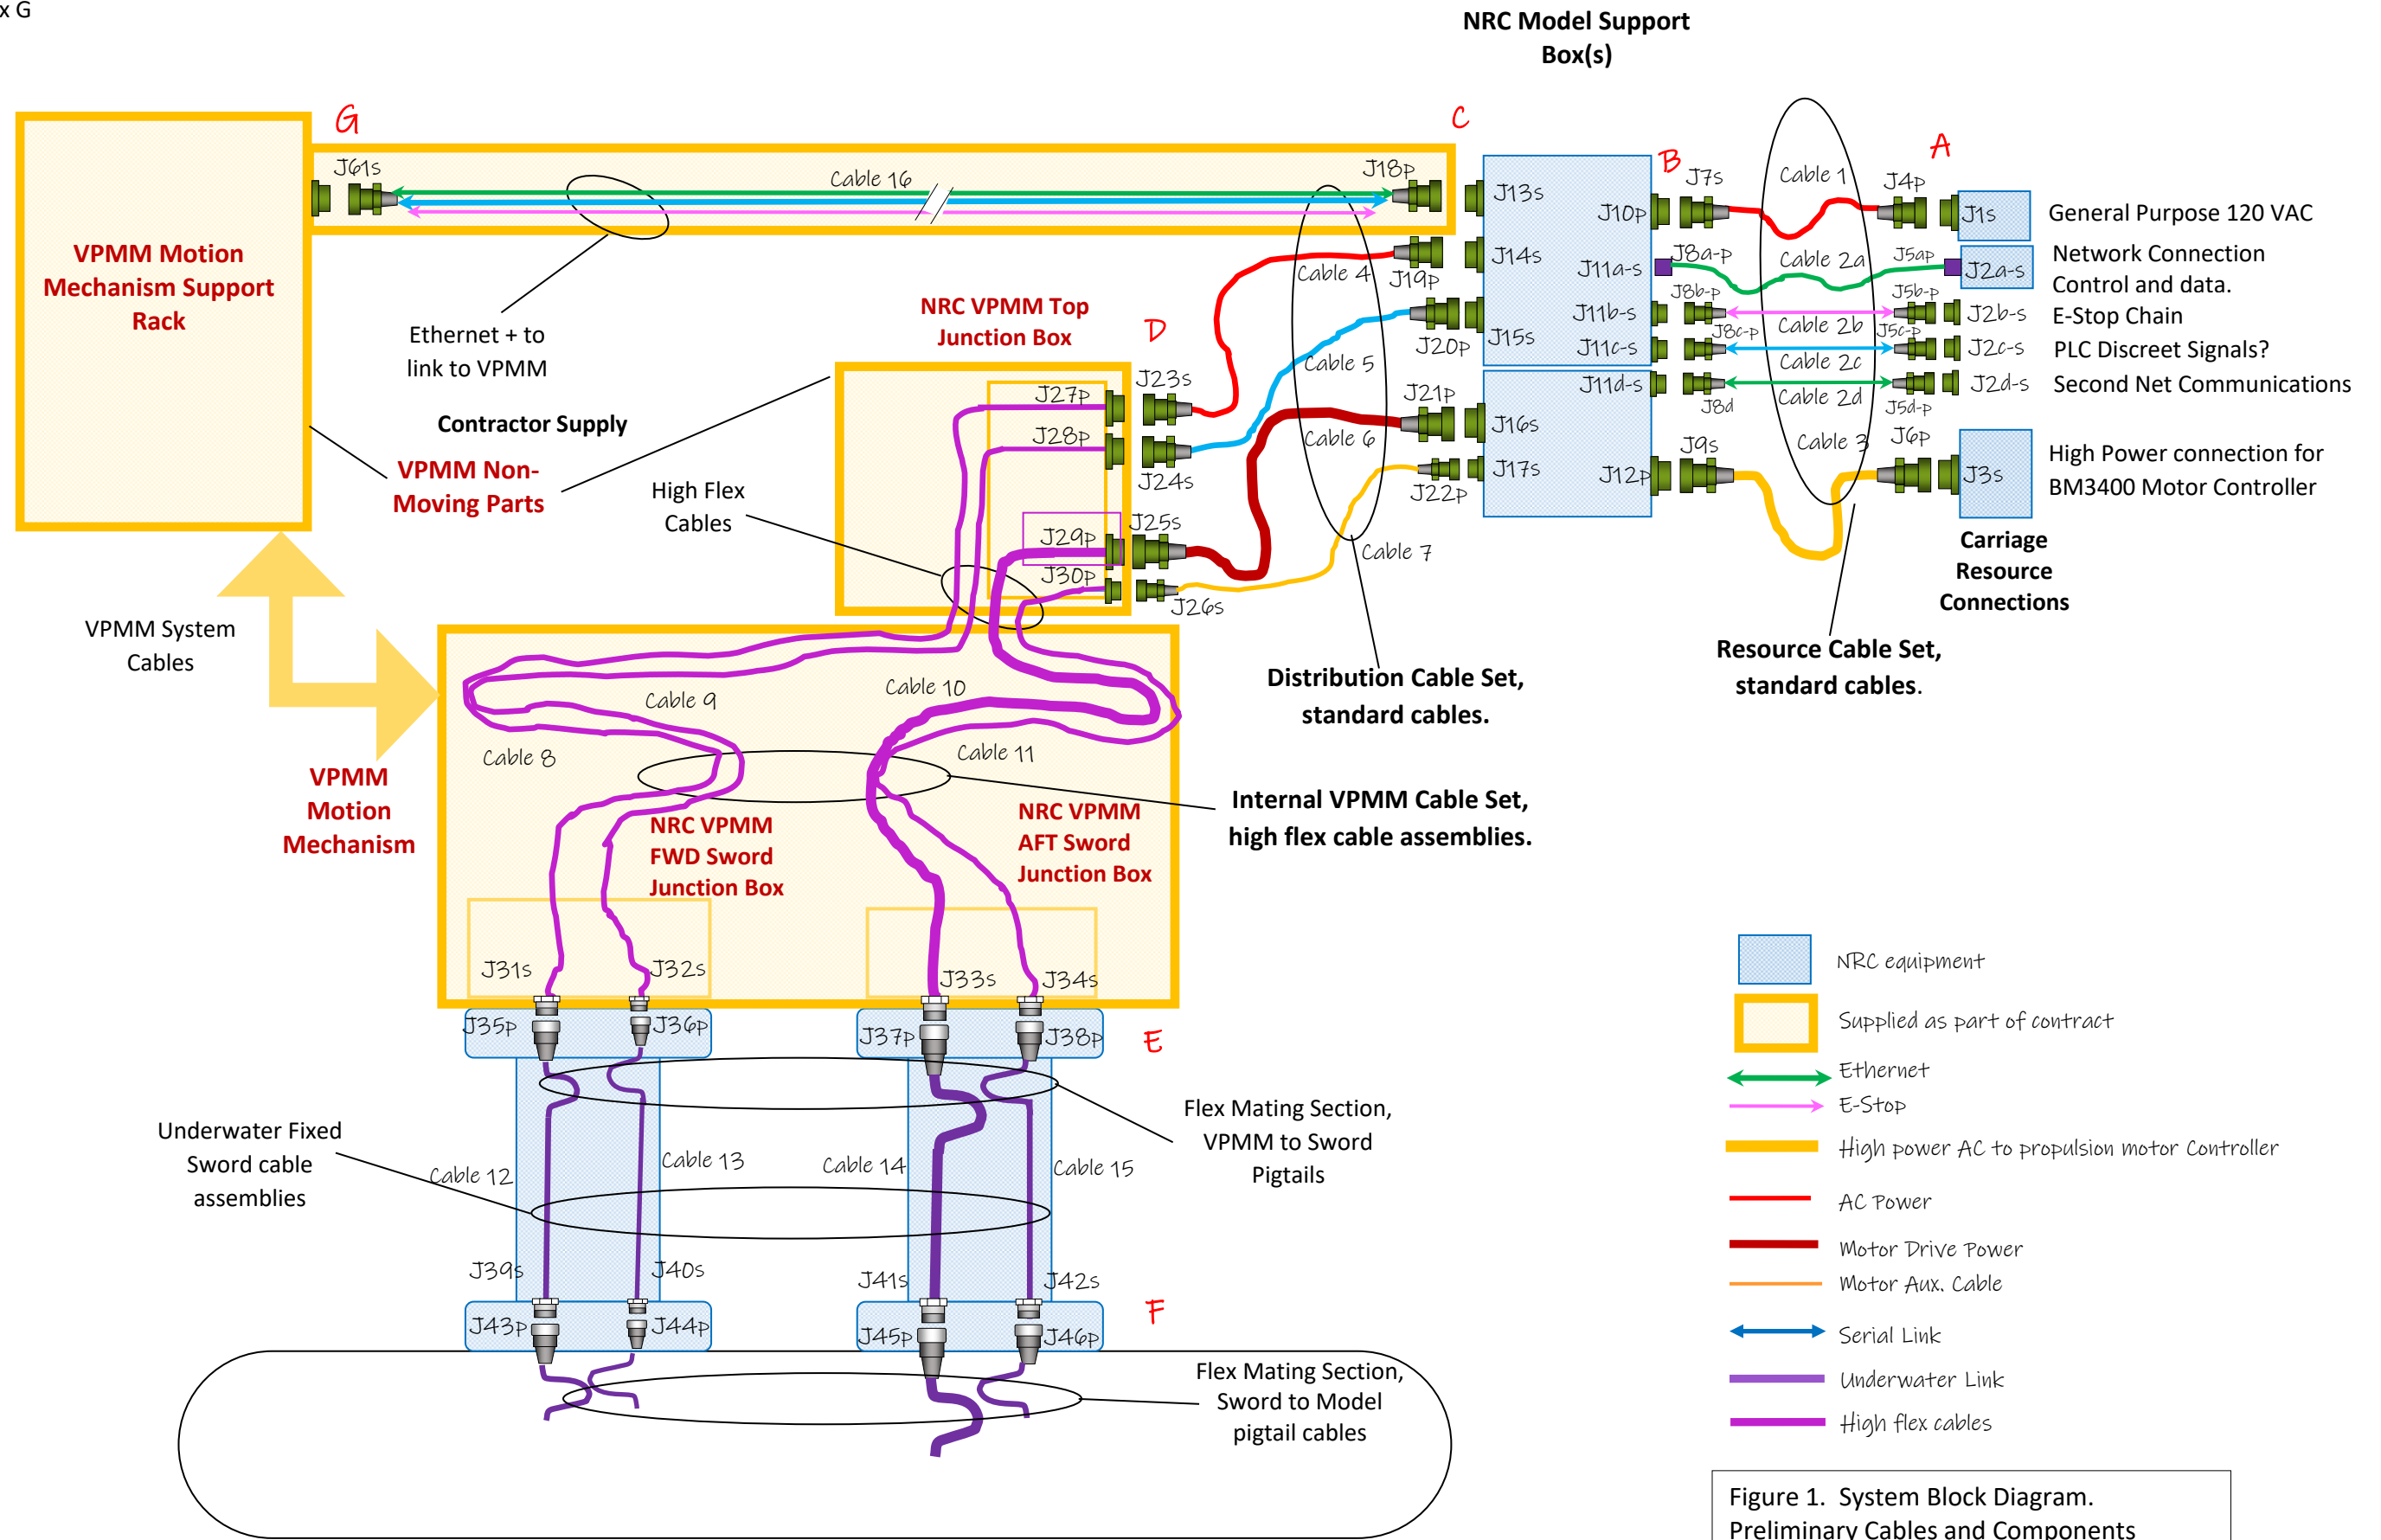 x G
NRC Model Support
Box(s)
G
C
B
A
J61s
Cable 16
J18p
J13s
J10p
J7s
Cable 1
J4p
J1s
General Purpose 120 VAC
VPMM Motion
Mechanism Support
Rack
Ethernet + to
link to VPMM
Cable 4
J19p
J14s
J11a-s
J8a-p
Cable 2a
J5ap
J2a-s
Network Connection
Control and data.
NRC VPMM Top
Junction Box
D
Cable 5
J20p
J15s
J11b-s
J8b-p
Cable 2b
J5b-p
J2b-s
E-Stop Chain
J11c-s
J8c-p
Cable 2c
J5c-p
J2c-s
PLC Discreet Signals?
J11d-s
J8d
Cable 2d
J5d-p
J2d-s
Second Net Communications
Contractor Supply
VPMM Non-
Moving Parts
J27p
J23s
J28p
J24s
Cable 6
J21p
J16s
J22p
J17s
J12p
J9s
Cable 3
J6p
J3s
High Power connection for
BM3400 Motor Controller
High Flex
Cables
J29p
J25s
J30p
J26s
Cable 7
Carriage
Resource
Connections
VPMM System
Cables
Distribution Cable Set,
standard cables.
Resource Cable Set,
standard cables.
Cable 9
Cable 10
Cable 8
Cable 11
VPMM
Motion
Mechanism
NRC VPMM
FWD Sword
Junction Box
NRC VPMM
AFT Sword
Junction Box
Internal VPMM Cable Set,
high flex cable assemblies.
J31s
J32s
J33s
J34s
J35p
J36p
J37p
J38p
E
Underwater Fixed
Sword cable
assemblies
Cable 12
Cable 13
Cable 14
Cable 15
Flex Mating Section,
VPMM to Sword
Pigtails
J39s
J40s
J41s
J42s
J43p
J44p
J45p
J46p
F
Flex Mating Section,
Sword to Model
pigtail cables
NRC equipment
Supplied as part of contract
Ethernet
E-Stop
High power AC to propulsion motor Controller
AC Power
Motor Drive Power
Motor Aux. Cable
Serial Link
Underwater Link
High flex cables
Figure 1. System Block Diagram.
Preliminary Cables and Components